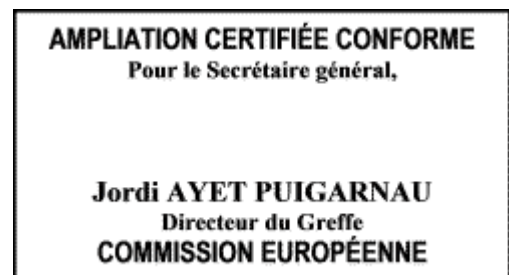 AMPLIATION CERTIFIÉE CONFORME
Pour le Secrétaire général,
Jordi AYET PUIGARNAU
Directeur du Greffe
COMMISSION EUROPÉENNE